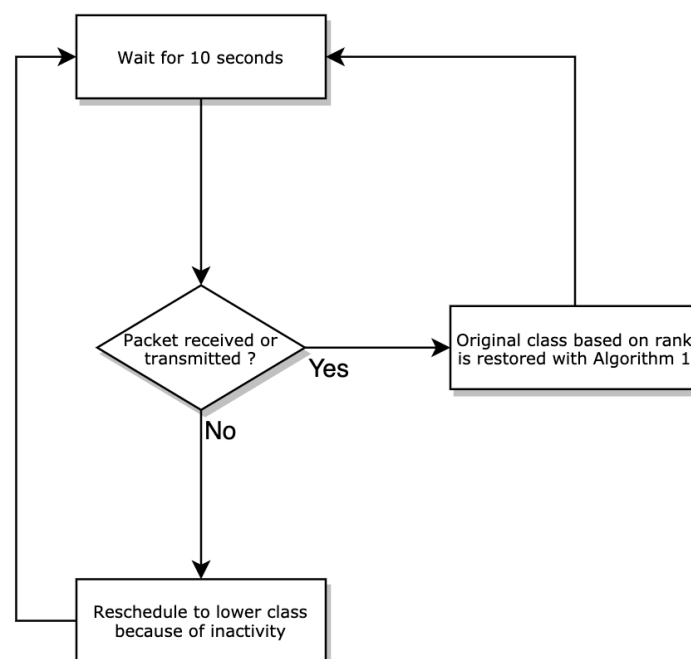 Wait for 10 seconds
Packet received or
transmitted ?
Yes
Original class based on rank
is restored with Algorithm 1
No
Reschedule to lower class
because of inactivity